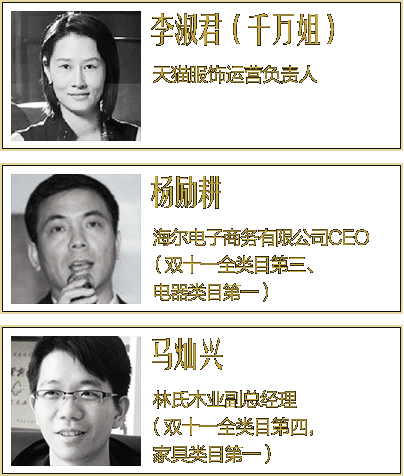 李淑君（千万姐）
天猫服饰运营负责人
杨励耕
海尔电子商务有限公司CEO
（双十一全类目第三、
电器类目第一）
马灿兴
林氏木业副总经理
（双十一全类目第四，
家具类目第一）